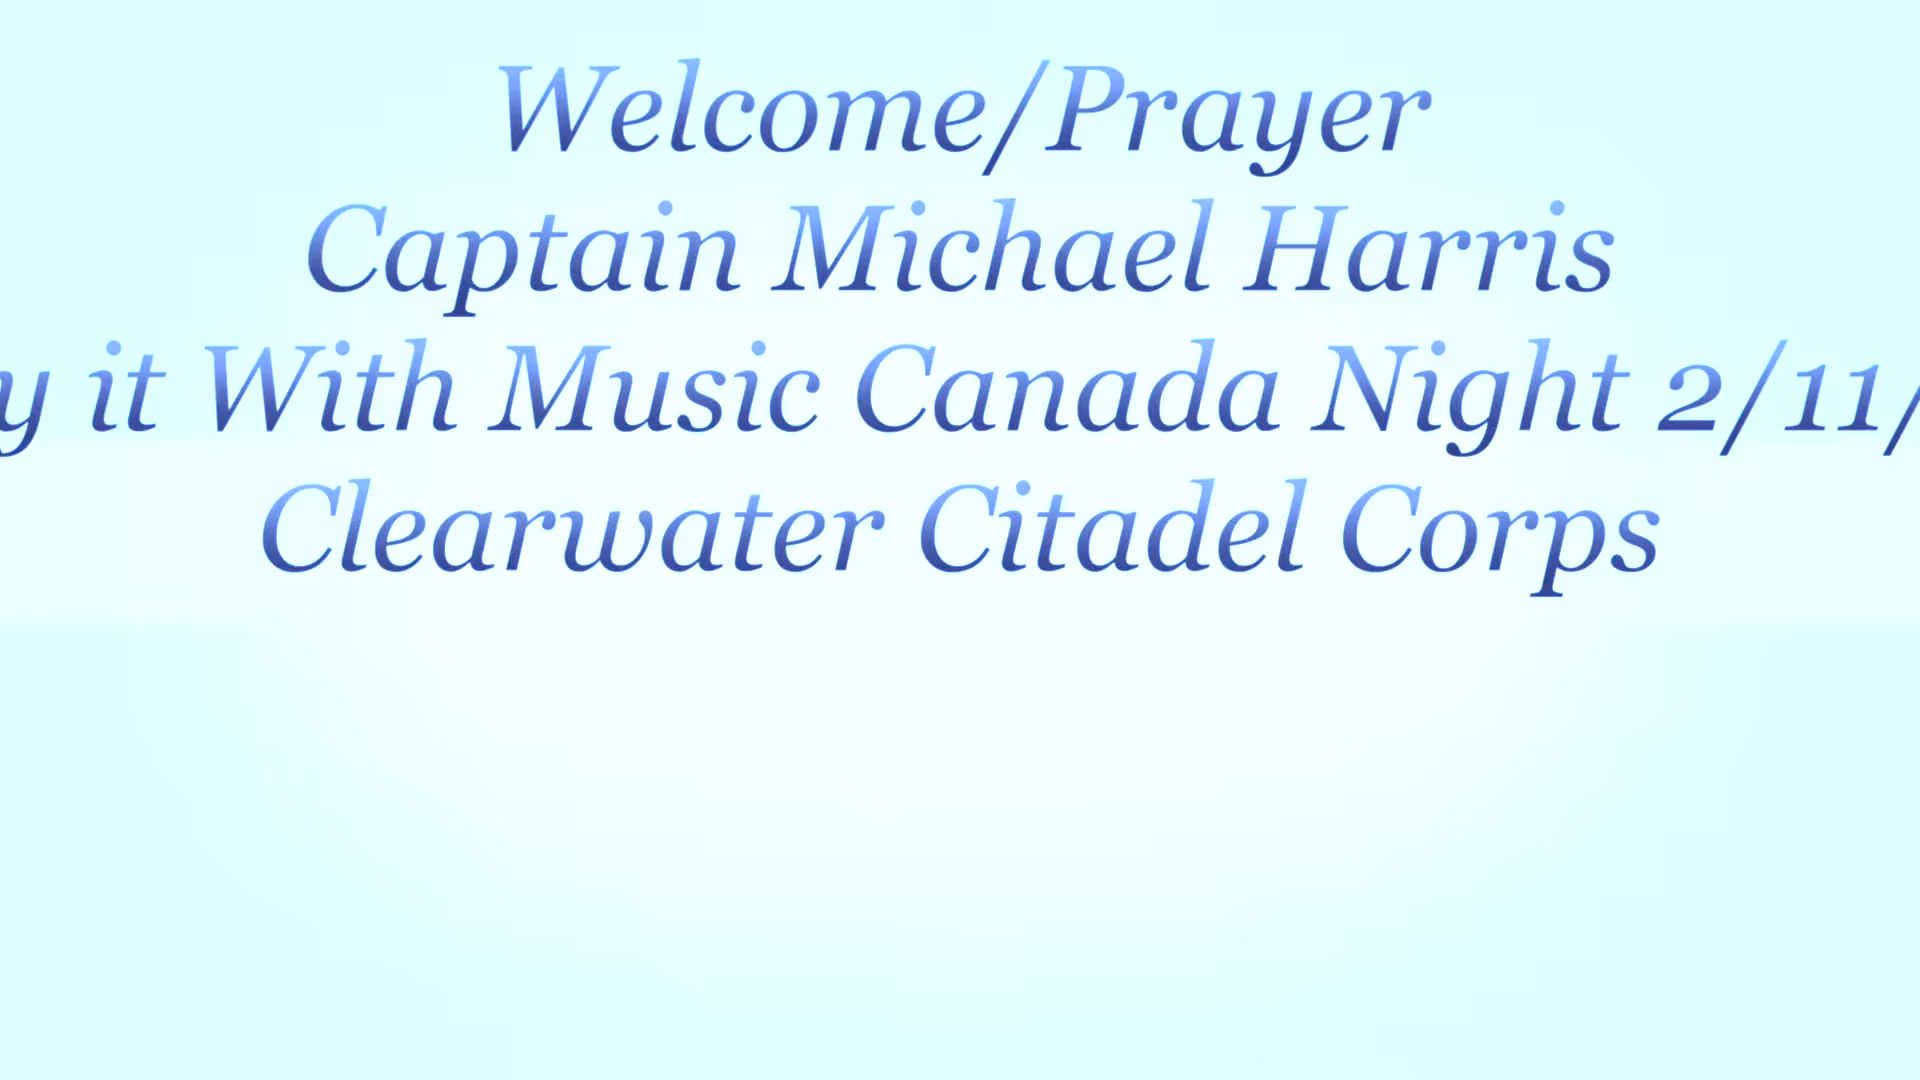 Welcome/Prayer
Captain Michael Harris
y it With Music Canada Night 2/11/
Clearwater Citadel Corps